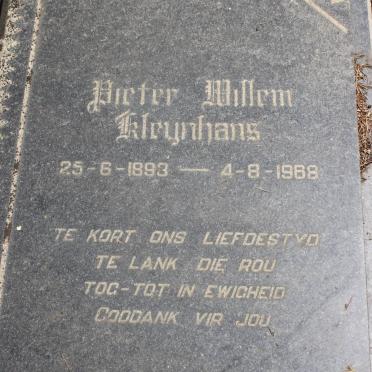 Pieter Willem
Kleynhans
25-6-1893 — 4-8-1968
TE KORT ONS LIEFDESTYD
TE LANK DIE ROU
TOG-TOT IN EWIGHEID
GODDANK VIR JOU